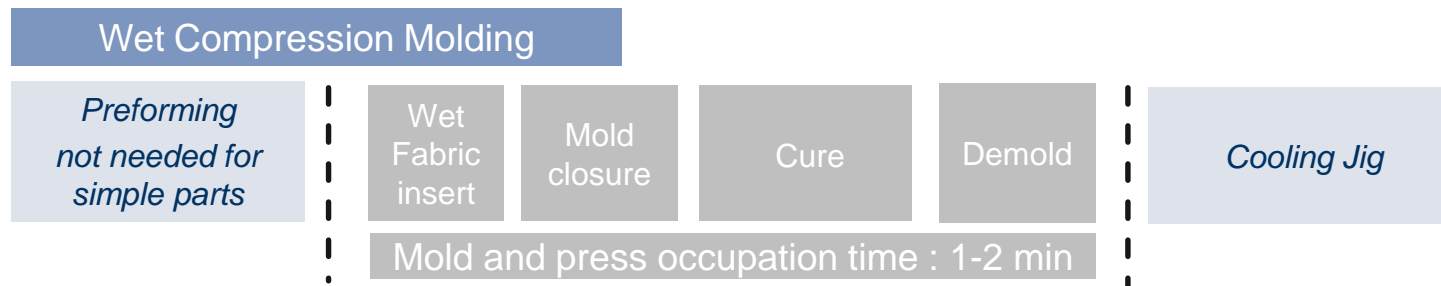 Wet Compression Molding
Preforming
not needed for
simple parts
Wet
Fabric
insert
Mold
closure
Cure
Demold
Cooling Jig
Mold and press occupation time : 1-2 min